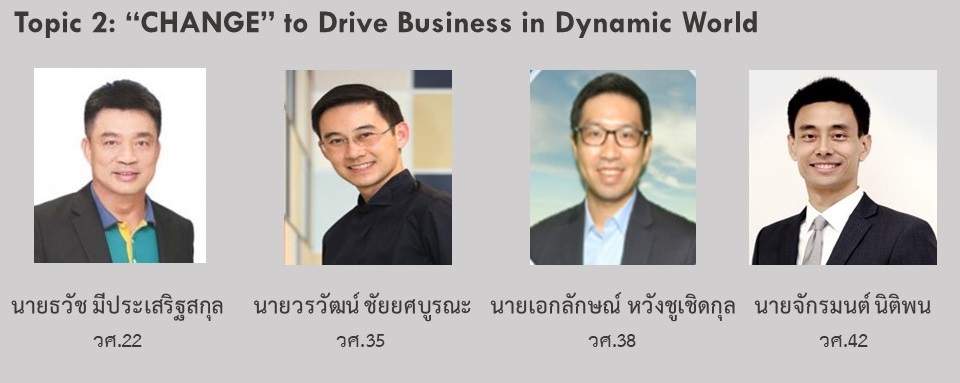 Topic 2: “CHANGE” to Drive Business in Dynamic World
นายธวัช มีประเสริฐสกุล
นายวรวัฒน์ ชัยยศบูรณะ
นายเอกลักษณ์ หวังชูเชิดกุล
นายจักรมนต์ นิติพน
วศ.22
วศ.35
วศ.38
วศ.42